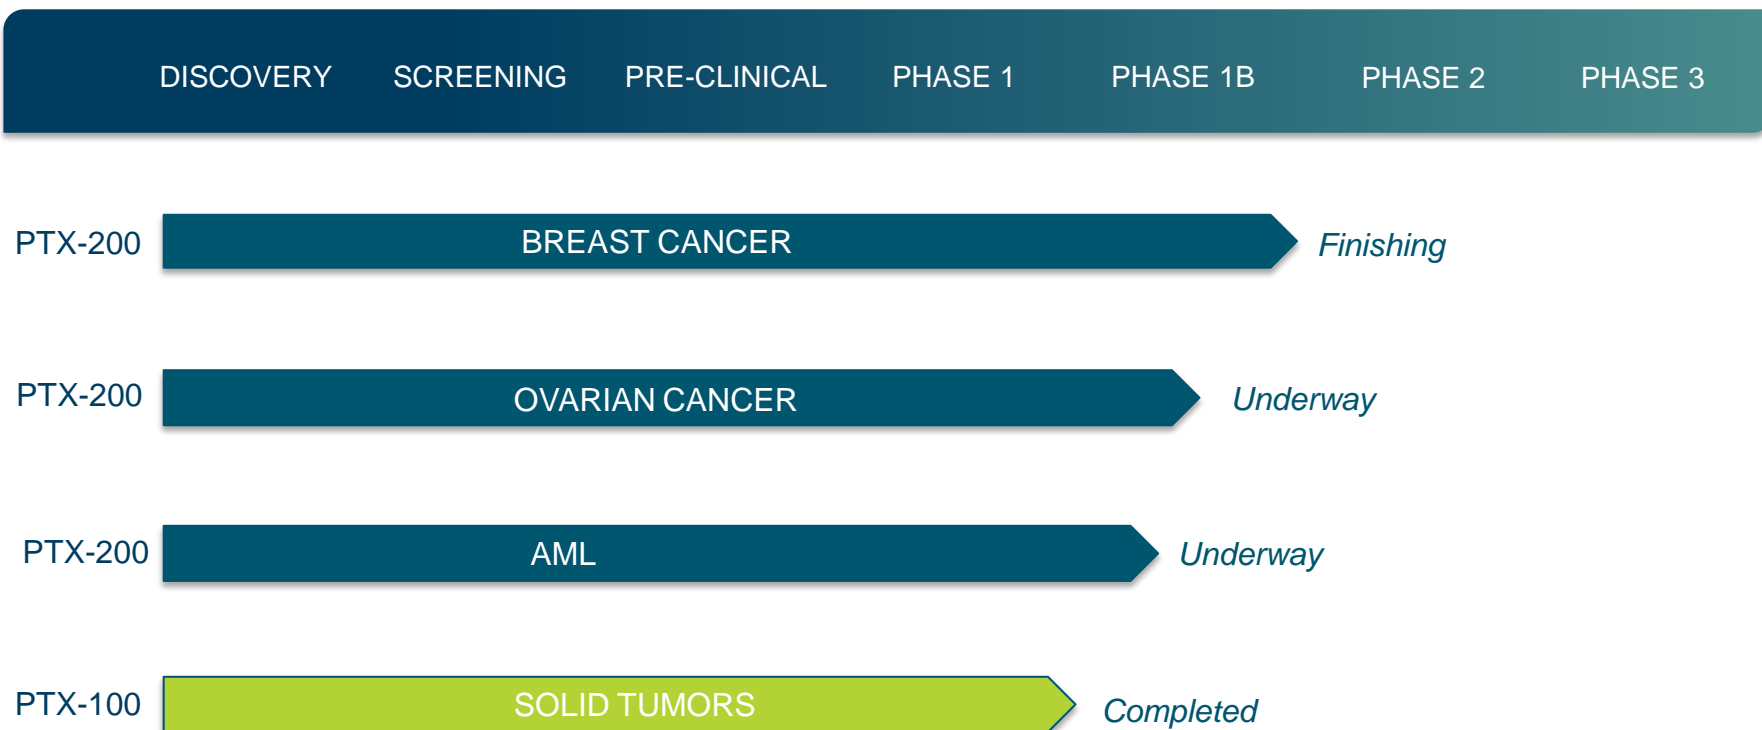 DISCOVERY SCREENING PRE-CLINICAL PHASE 1 PHASE 1B PHASE 2 PHASE 3
PTX-200 BREAST CANCER Finishing
PTX-200 OVARIAN CANCER Underway
PTX-200 AML Underway
PTX-100 SOLID TUMORS Completed